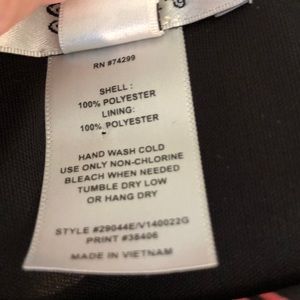 RN #74299
SHELL :
100% POLYESTER
LINING:
100% POLYESTER
HAND WASH COLD
USE ONLY NON-CHLORINE
BLEACH WHEN NEEDED
TUMBLE DRY LOW
OR HANG DRY
STYLE #29044E/V140022G
PRINT #38406
MADE IN VIETNAM